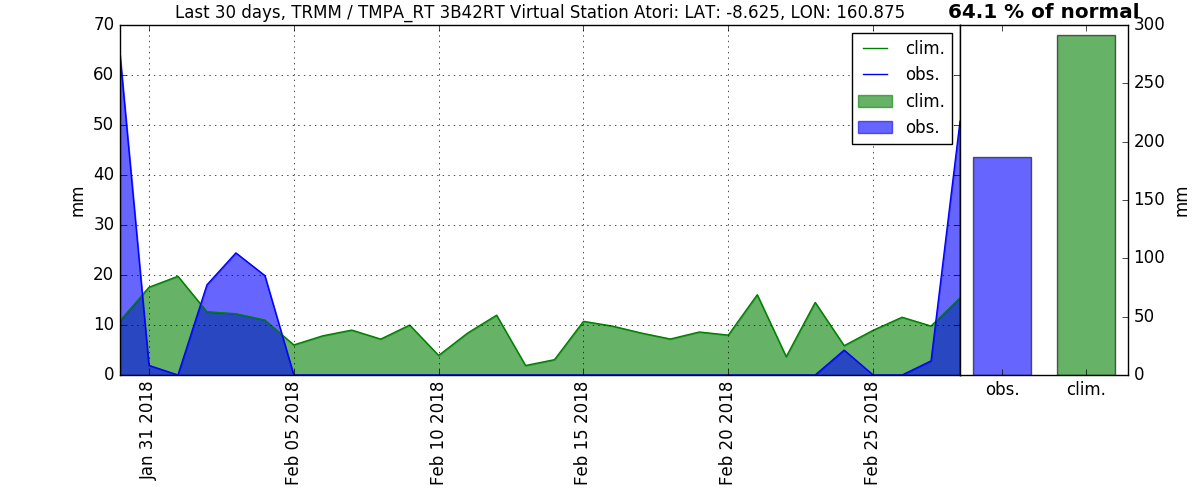 Last 30 days, TRMM / TMPA_RT 3B42RT Virtual Station Atori: LAT: -8.625, LON: 160.875
64.1 % of normal
70
60
50
40
30
20
10
0
mm
clim.
obs.
clim.
obs.
Jan 31 2018
Feb 05 2018
Feb 10 2018
Feb 15 2018
Feb 20 2018
Feb 25 2018
300
250
200
150
100
50
0
mm
obs.
clim.